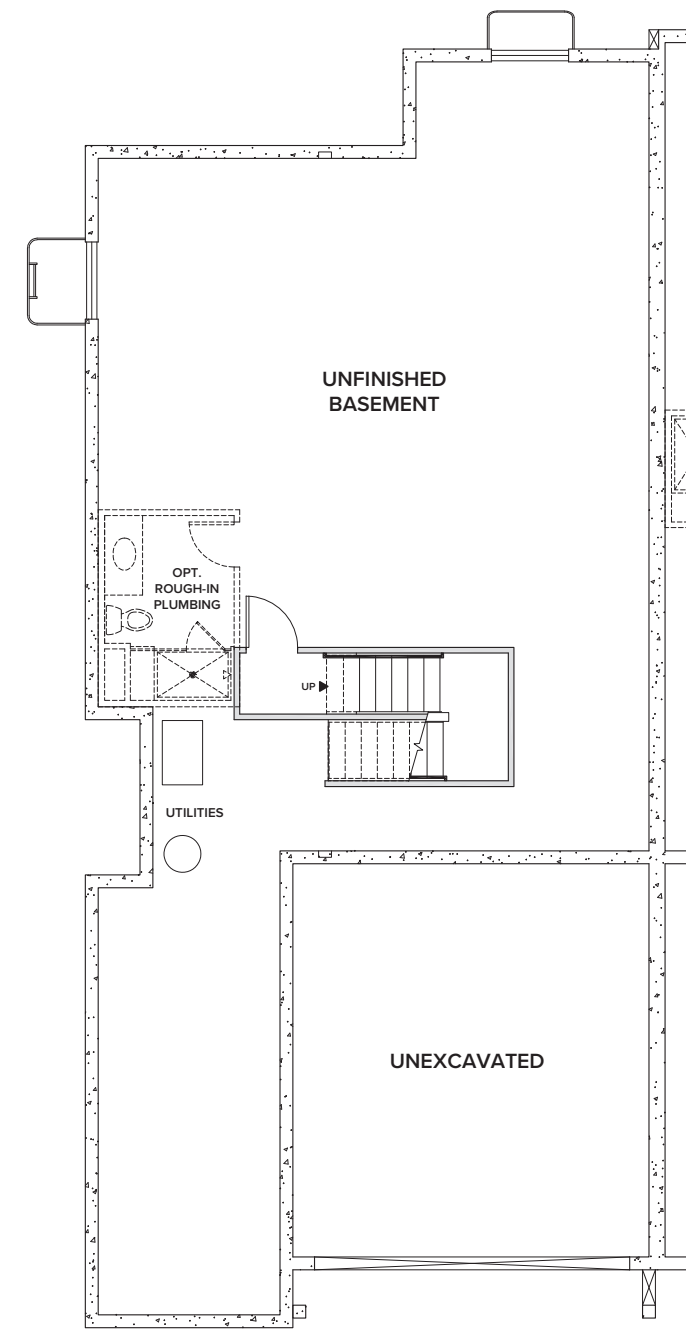 UNFINISHED
BASEMENT
OPT.
ROUGH-IN
PLUMBING
UP
UTILITIES
UNEXCAVATED